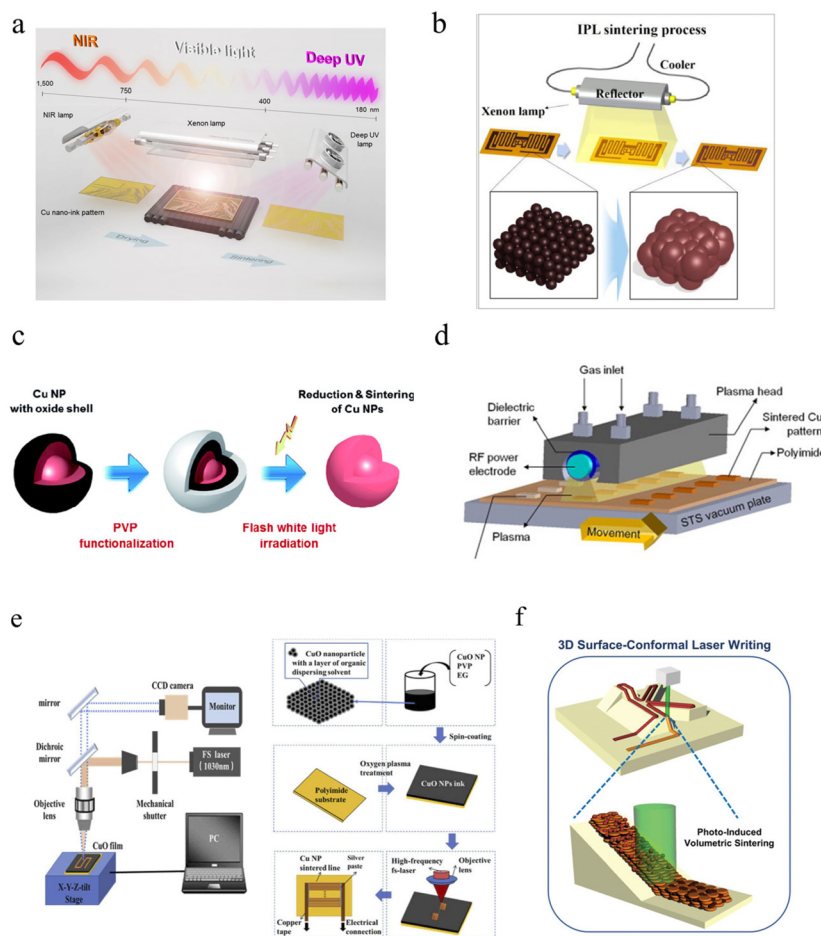 a
NIR
Visible light
Deep UV
1,500
750
400
180 nm
NIR lamp
Xenon lamp
Deep UV
lamp
Cu nano-ink pattern
Drying
Sintering
b
IPL sintering process
Cooler
Reflector
Xenon lamp
c
Cu NP
with oxide shell
Reduction & Sintering
of Cu NPs
PVP
functionalization
Flash white light
irradiation
d
Gas inlet
Plasma head
Dielectric
barrier
Sintered Cu
pattern
RF power
electrode
Polyimide
STS vacuum plate
Plasma
Movement
e
mirror
CCD camera
Monitor
Dichroic
mirror
FS laser
(1030nm)
Objective
lens
Mechanical
shutter
CuO film
PC
X-Y-Z-tilt
Stage
CuO nanoparticle
with a layer of organic
dispersing solvent
CuO NP
PVP
EG
Spin-coating
Oxygen plasma
treatment
Polyimide
substrate
CuO NPs ink
Cu NP
sintered line
Silver
paste
High-frequency
fs-laser
Objective
lens
Copper
tape
Electrical
connection
f
3D Surface-Conformal Laser Writing
Photo-Induced
Volumetric Sintering